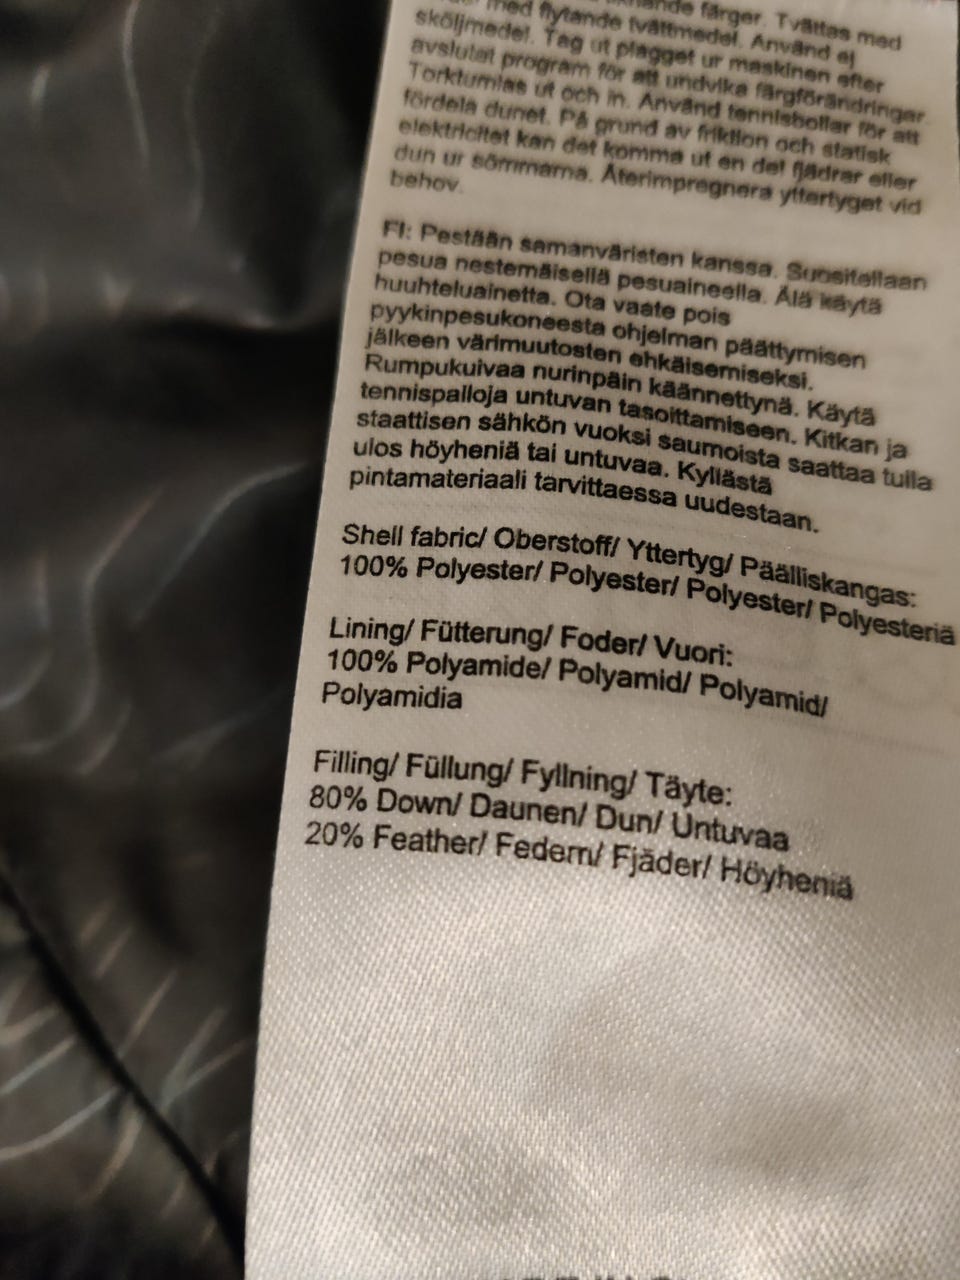 med flytande tvättmedel. Använd ej
sköljmedel. Tag ut plagget ur maskinen efter
avslutat program för att undvika färgförändringar.
Torktumlas ut och in. Använd tennisbollar för att
fördela dunet. På grund av friktion och statisk
elektricitet kan det komma ut en del fjädrar eller
dun ur sömmarna. Återimpregnera yttertyget vid
behov.
FI: Pestään samanväristen kanssa. Suositellaan
pesua nestemäisellä pesuaineella. Älä käytä
huuhteluainetta. Ota vaate pois
pyykinpesukoneesta ohjelman päättymisen
jälkeen värimuutosten ehkäisemiseksi.
Rumpukuivaa nurinpäin käännettynä. Käytä
tennispalloja untuvan tasoittamiseen. Kitkan ja
staattisen sähkön vuoksi saumoista saattaa tulla
ulos höyheniä tai untuvaa. Kyllästä
pintamateriaali tarvittaessa uudestaan.
Shell fabric/ Oberstoff/ Yttertyg/ Päälliskangas:
100% Polyester/ Polyester/ Polyester/ Polyesteriä
Lining/ Fütterung/ Foder/ Vuori:
100% Polyamide/ Polyamid/ Polyamid/
Polyamidia
Filling/ Füllung/ Fyllning/ Täyte:
80% Down/ Daunen/ Dun/ Untuvaa
20% Feather/ Federn/ Fjäder/ Höyheniä